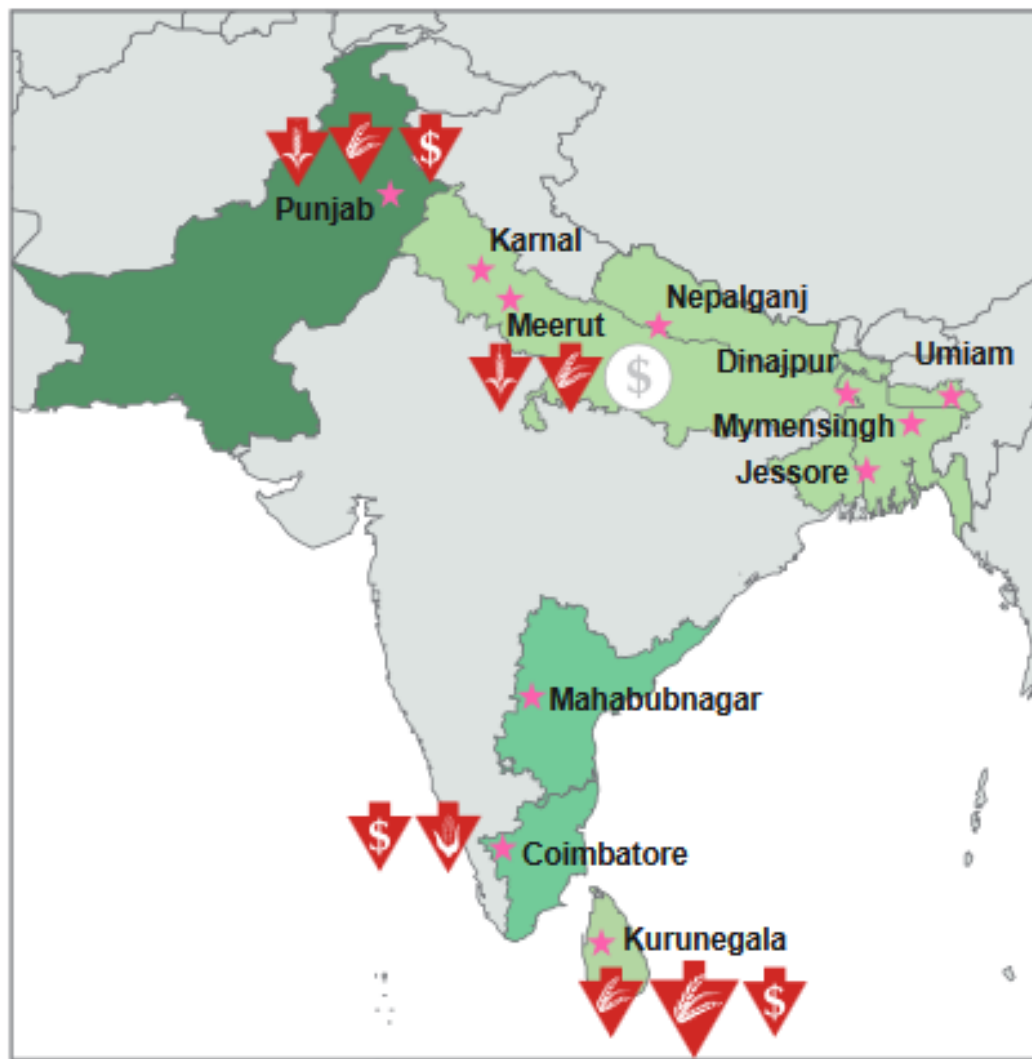 $
Punjab
Karnal
Nepalganj
Meerut
Umiam
Dinajpur
$
Mymensingh
Jessore
Mahabubnagar
$
Coimbatore
Kurunegala
$